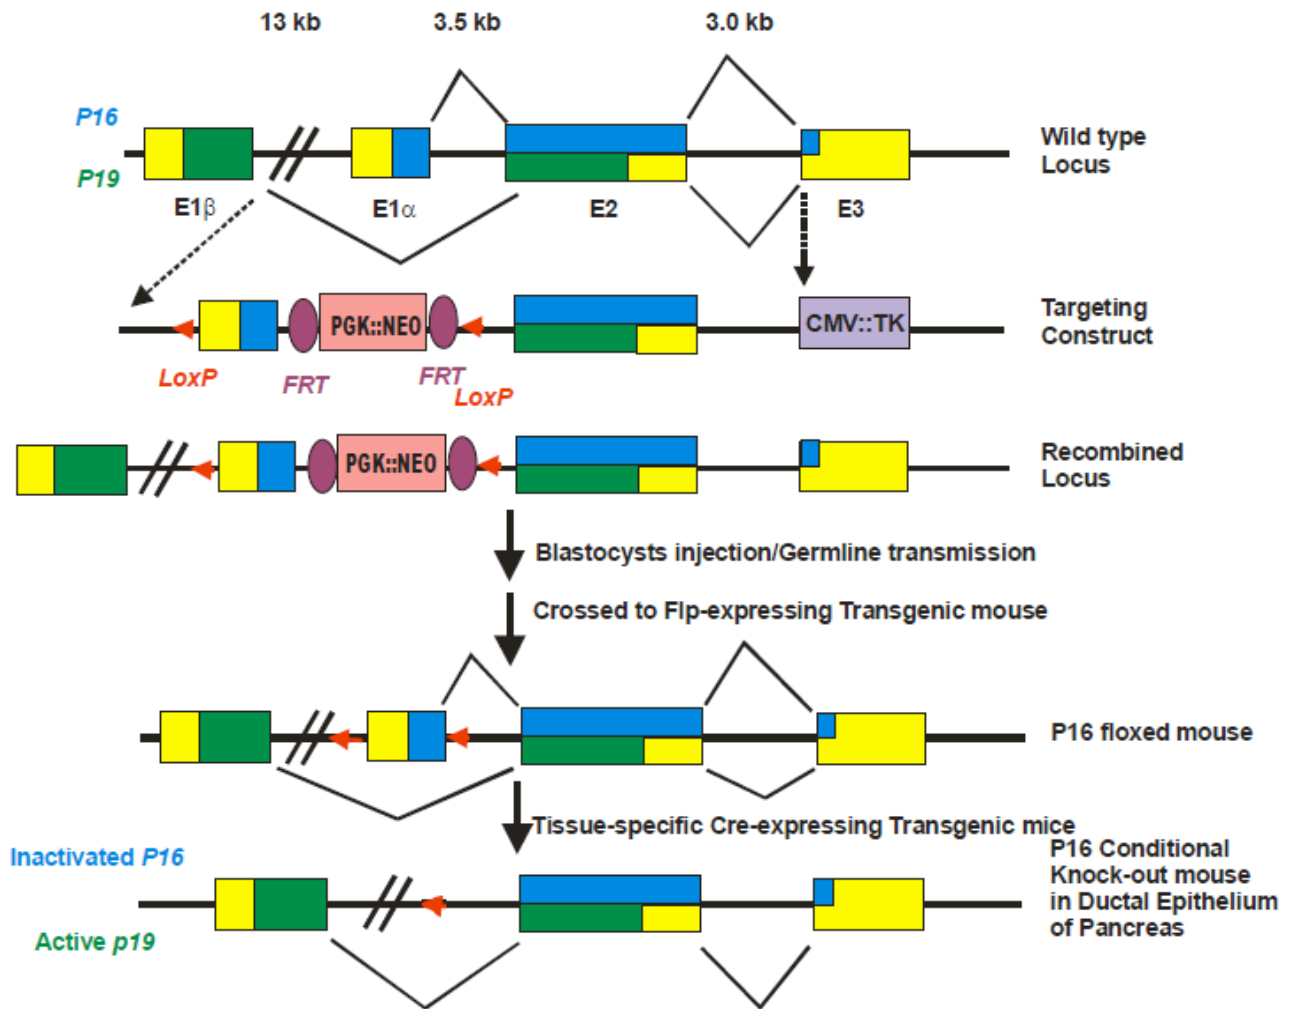 13 kb 3.5 kb 3.0 kb
P16
P19
Wild type
Locus
E1β E1α E2 E3
PGK::NEO
CMV::TK
Targeting
Construct
LoxP FRT FRT LoxP
PGK::NEO
Recombined
Locus
Blastocysts injection/Germline transmission
Crossed to Flp-expressing Transgenic mouse
P16 floxed mouse
Tissue-specific Cre-expressing Transgenic mice
Inactivated P16
Active p19
P16 Conditional
Knock-out mouse
in Ductal Epithelium
of Pancreas